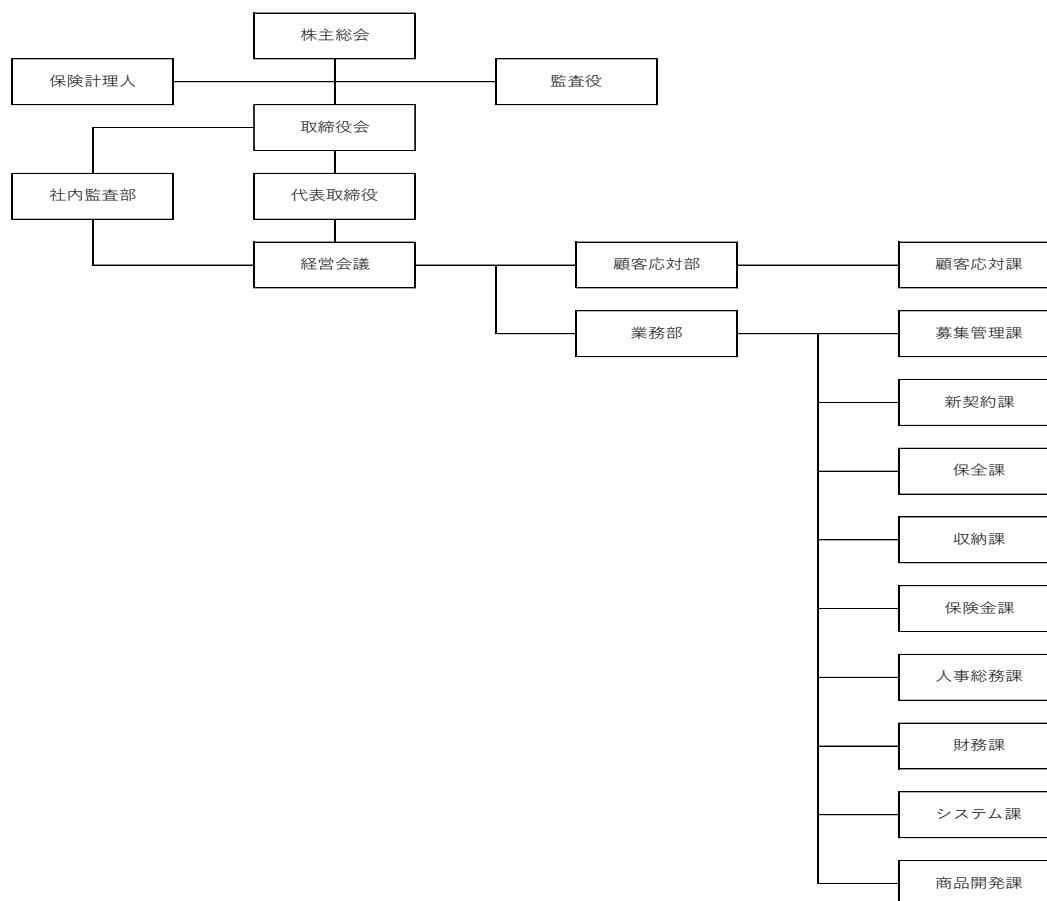 株主総会
保険計理人
監査役
取締役会
社内監査部
代表取締役
経営会議
顧客応対部
顧客応対課
業務部
募集管理課
新契約課
保全課
収納課
保険金課
人事総務課
財務課
システム課
商品開発課